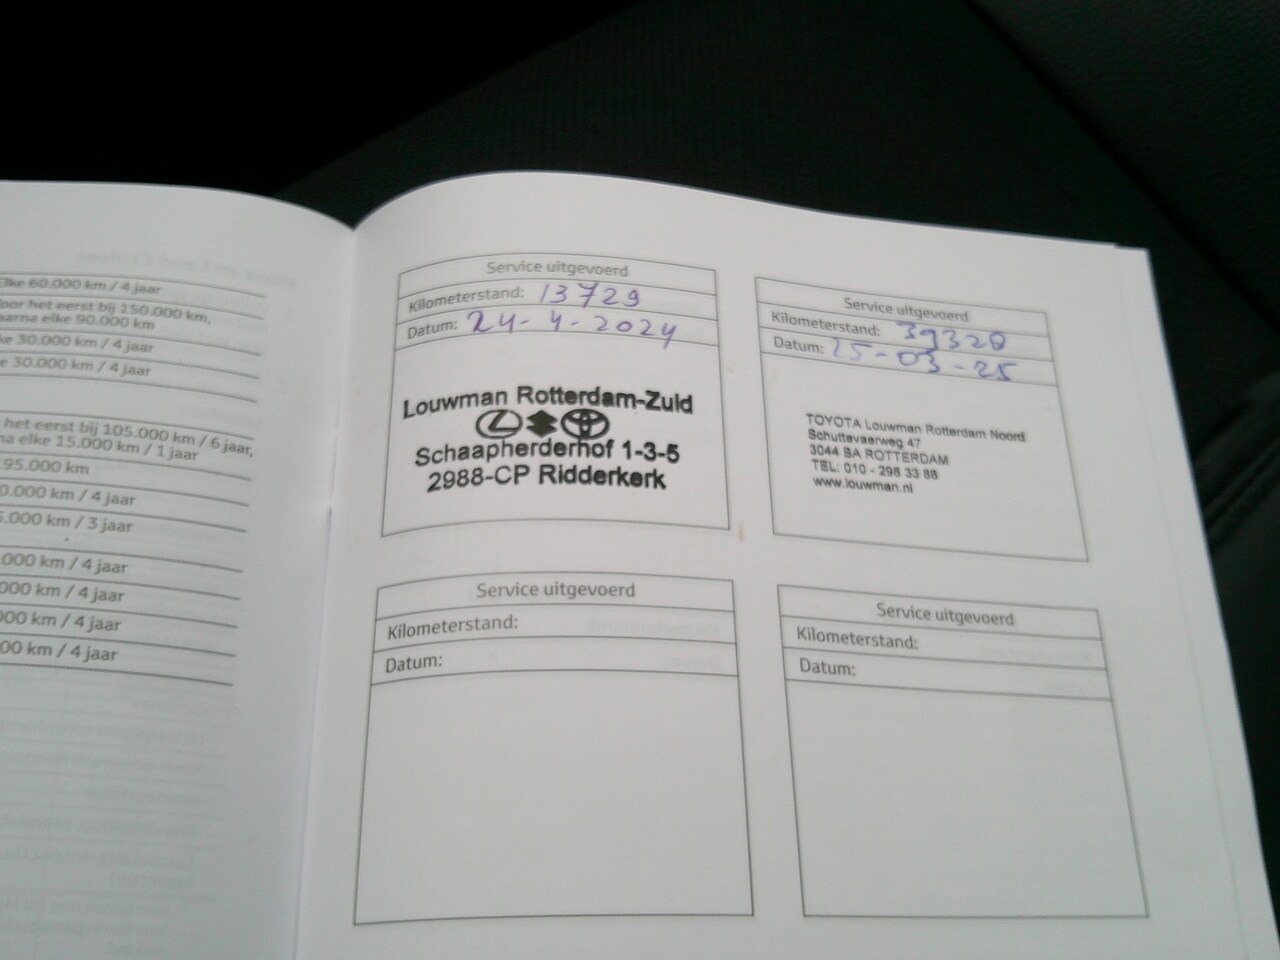 Elke 60.000 km / 4 jaar
oor het eerst bij 150.000 km,
aarna elke 90.000 km
ke 30.000 km / 4 jaar
e 30.000 km / 4 jaar
het eerst bij 105.000 km / 6 jaar,
na elke 15.000 km / 1 jaar
195.000 km
0.000 km / 4 jaar
5.000 km / 3 jaar
.000 km / 4 jaar
000 km / 4 jaar
000 km / 4 jaar
00 km / 4 jaar
Service uitgevoerd
Kilometerstand: 13729
Datum: 24-4-2024
Louwman Rotterdam-Zuid
Schaapherderhof 1-3-5
2988-CP Ridderkerk
Service uitgevoerd
Kilometerstand: 39328
Datum: 25-03-25
TOYOTA Louwman Rotterdam Noord
Schuttevaerweg 47
3044 BA ROTTERDAM
TEL: 010 - 298 33 88
www.louwman.nl
Service uitgevoerd
Kilometerstand:
Datum:
Service uitgevoerd
Kilometerstand:
Datum: